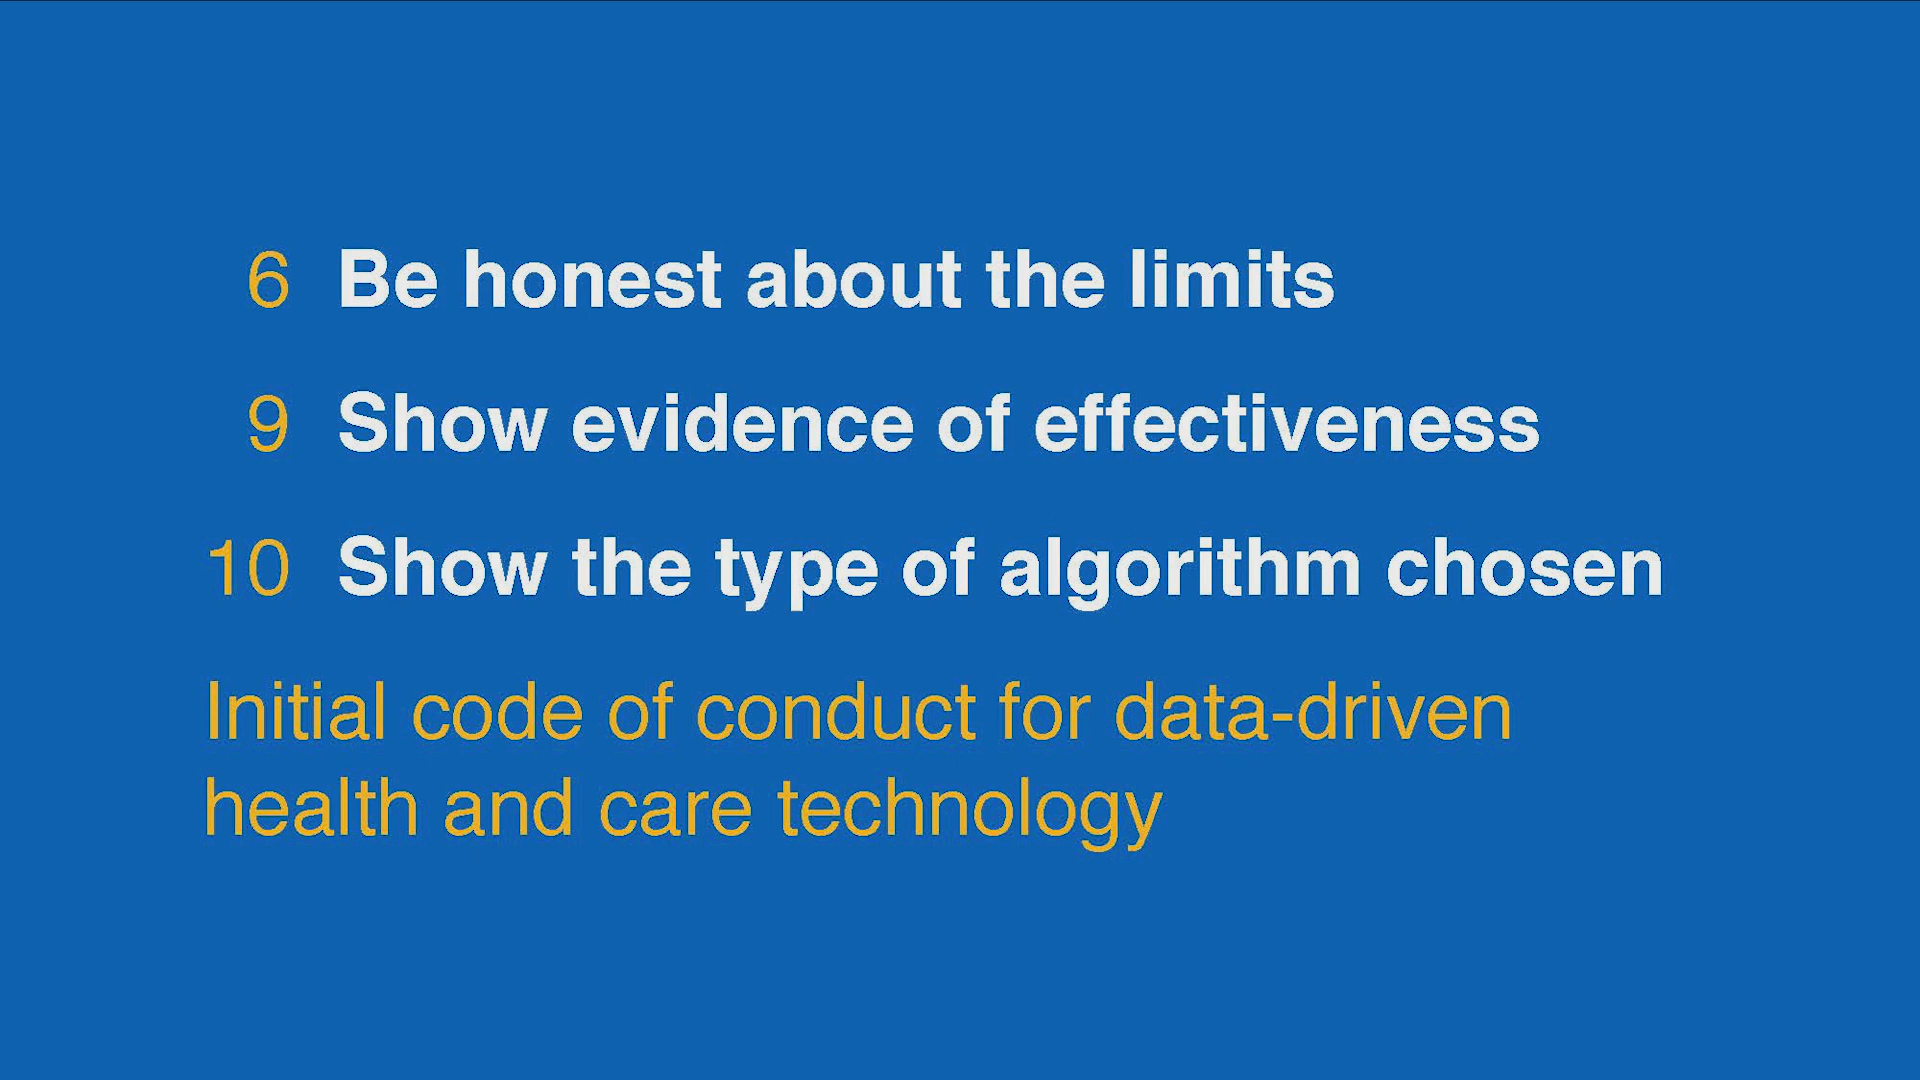 6 Be honest about the limits
9 Show evidence of effectiveness
10 Show the type of algorithm chosen
Initial code of conduct for data-driven
health and care technology